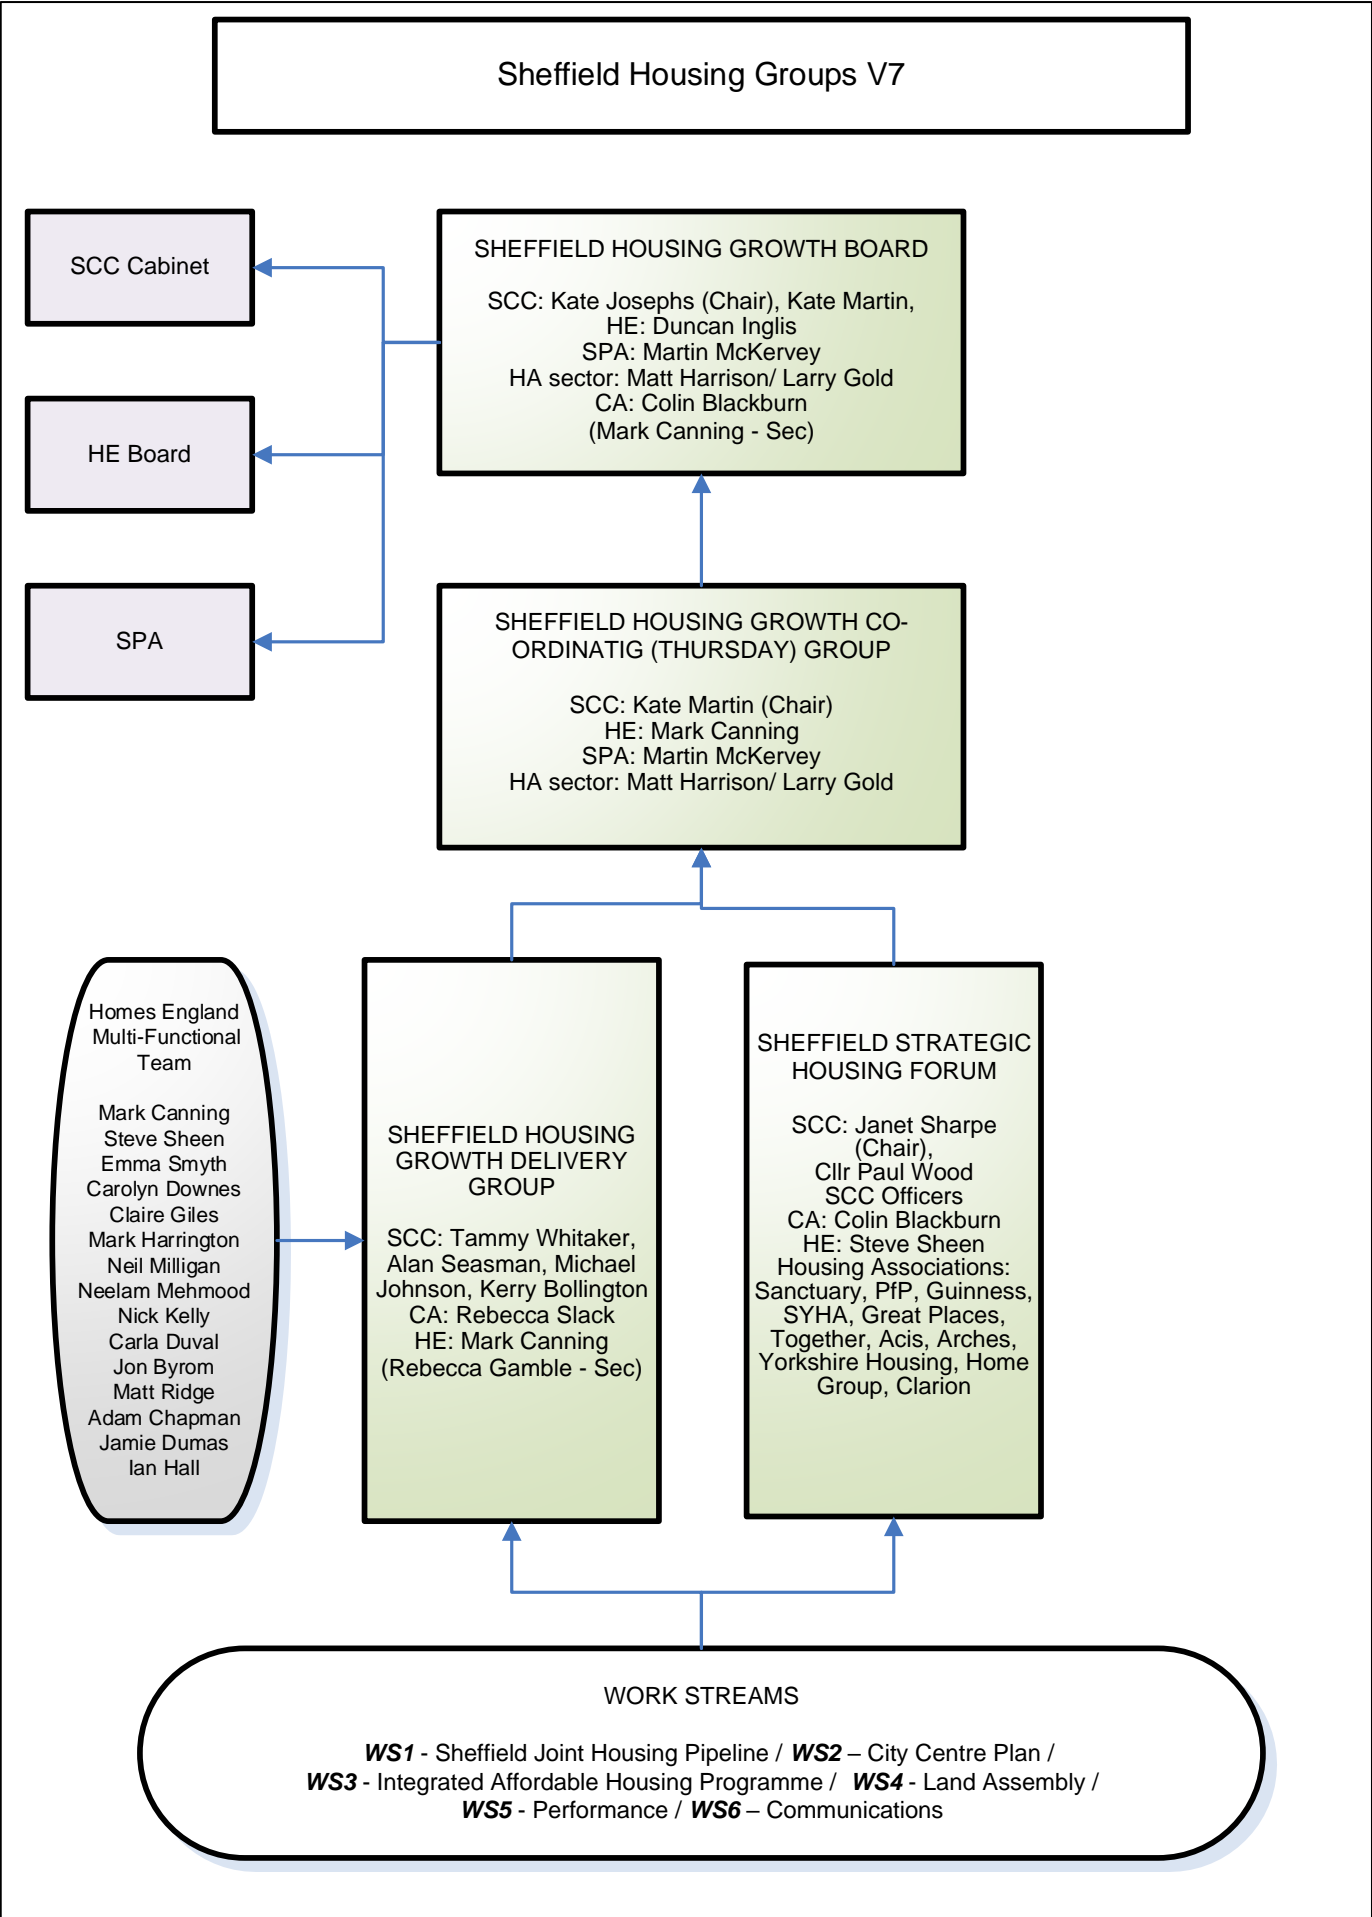 Sheffield Housing Groups V7
SCC Cabinet
HE Board
SPA
SHEFFIELD HOUSING GROWTH BOARD
SCC: Kate Josephs (Chair), Kate Martin,
HE: Duncan Inglis
SPA: Martin McKervey
HA sector: Matt Harrison/ Larry Gold
CA: Colin Blackburn
(Mark Canning - Sec)
SHEFFIELD HOUSING GROWTH CO-
ORDINATIG (THURSDAY) GROUP
SCC: Kate Martin (Chair)
HE: Mark Canning
SPA: Martin McKervey
HA sector: Matt Harrison/ Larry Gold
Homes England
Multi-Functional
Team
Mark Canning
Steve Sheen
Emma Smyth
Carolyn Downes
Claire Giles
Mark Harrington
Neil Milligan
Neelam Mehmood
Nick Kelly
Carla Duval
Jon Byrom
Matt Ridge
Adam Chapman
Jamie Dumas
Ian Hall
SHEFFIELD HOUSING
GROWTH DELIVERY
GROUP
SCC: Tammy Whitaker,
Alan Seasman, Michael
Johnson, Kerry Bollington
CA: Rebecca Slack
HE: Mark Canning
(Rebecca Gamble - Sec)
SHEFFIELD STRATEGIC
HOUSING FORUM
SCC: Janet Sharpe
(Chair),
Cllr Paul Wood
SCC Officers
CA: Colin Blackburn
HE: Steve Sheen
Housing Associations:
Sanctuary, PfP, Guinness,
SYHA, Great Places,
Together, Acis, Arches,
Yorkshire Housing, Home
Group, Clarion
WORK STREAMS
WS1 - Sheffield Joint Housing Pipeline / WS2 – City Centre Plan /
WS3 - Integrated Affordable Housing Programme / WS4 - Land Assembly /
WS5 - Performance / WS6 – Communications